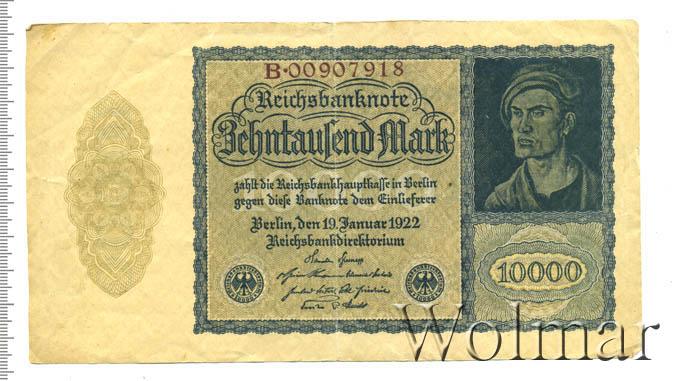 B·00907918
Reichsbanknote
Zehntausend Mark
zahlt die Reichsbankhauptkasse in Berlin
gegen diese Banknote dem Einlieferer
Berlin, den 19. Januar 1922
Reichsbankdirektorium
10000
Wolmar